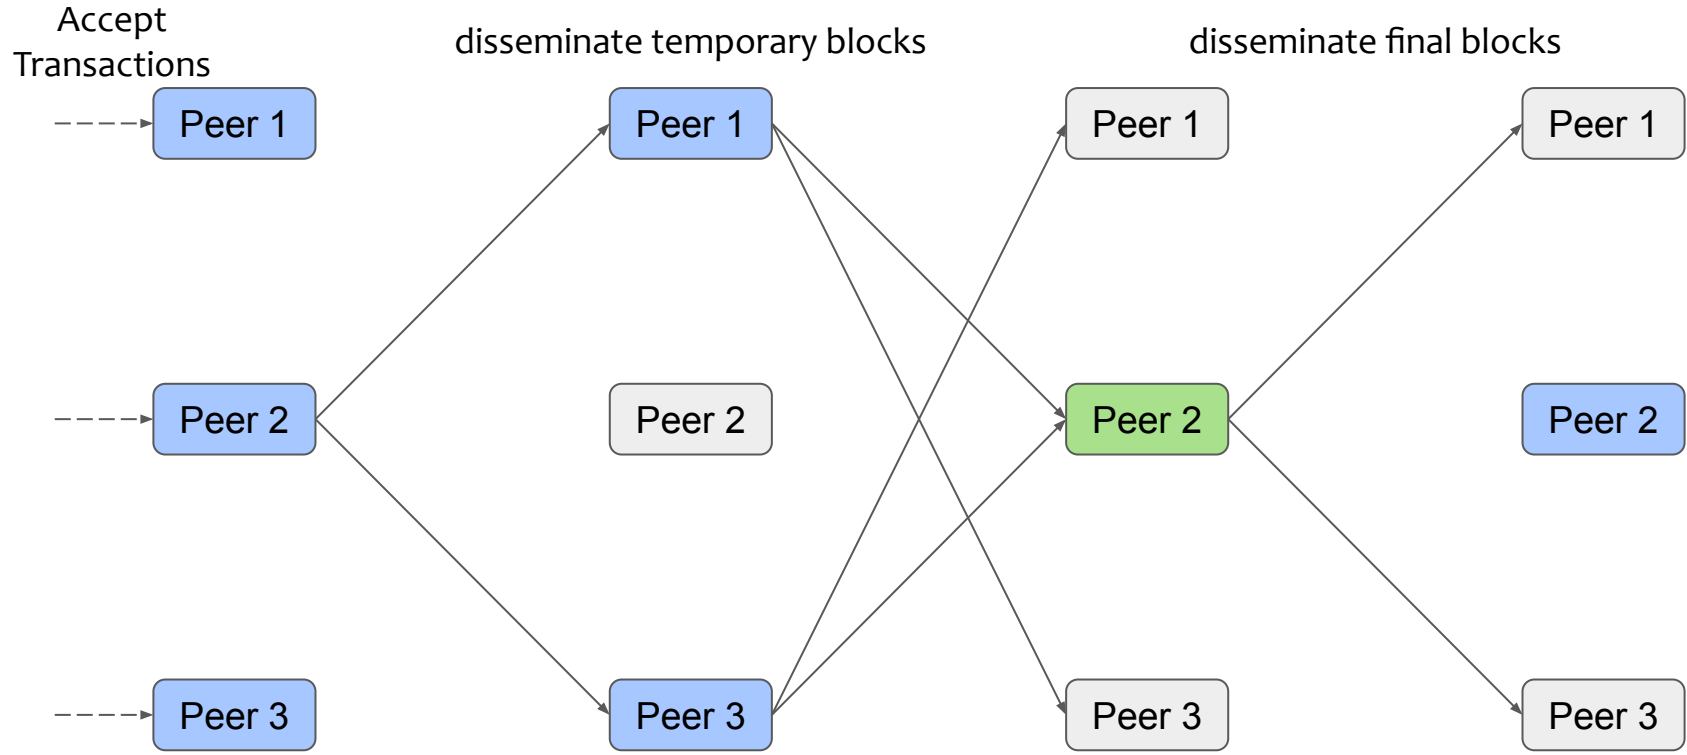 Accept
Transactions
disseminate temporary blocks
disseminate final blocks
Peer 1
Peer 1
Peer 1
Peer 1
Peer 2
Peer 2
Peer 2
Peer 2
Peer 3
Peer 3
Peer 3
Peer 3